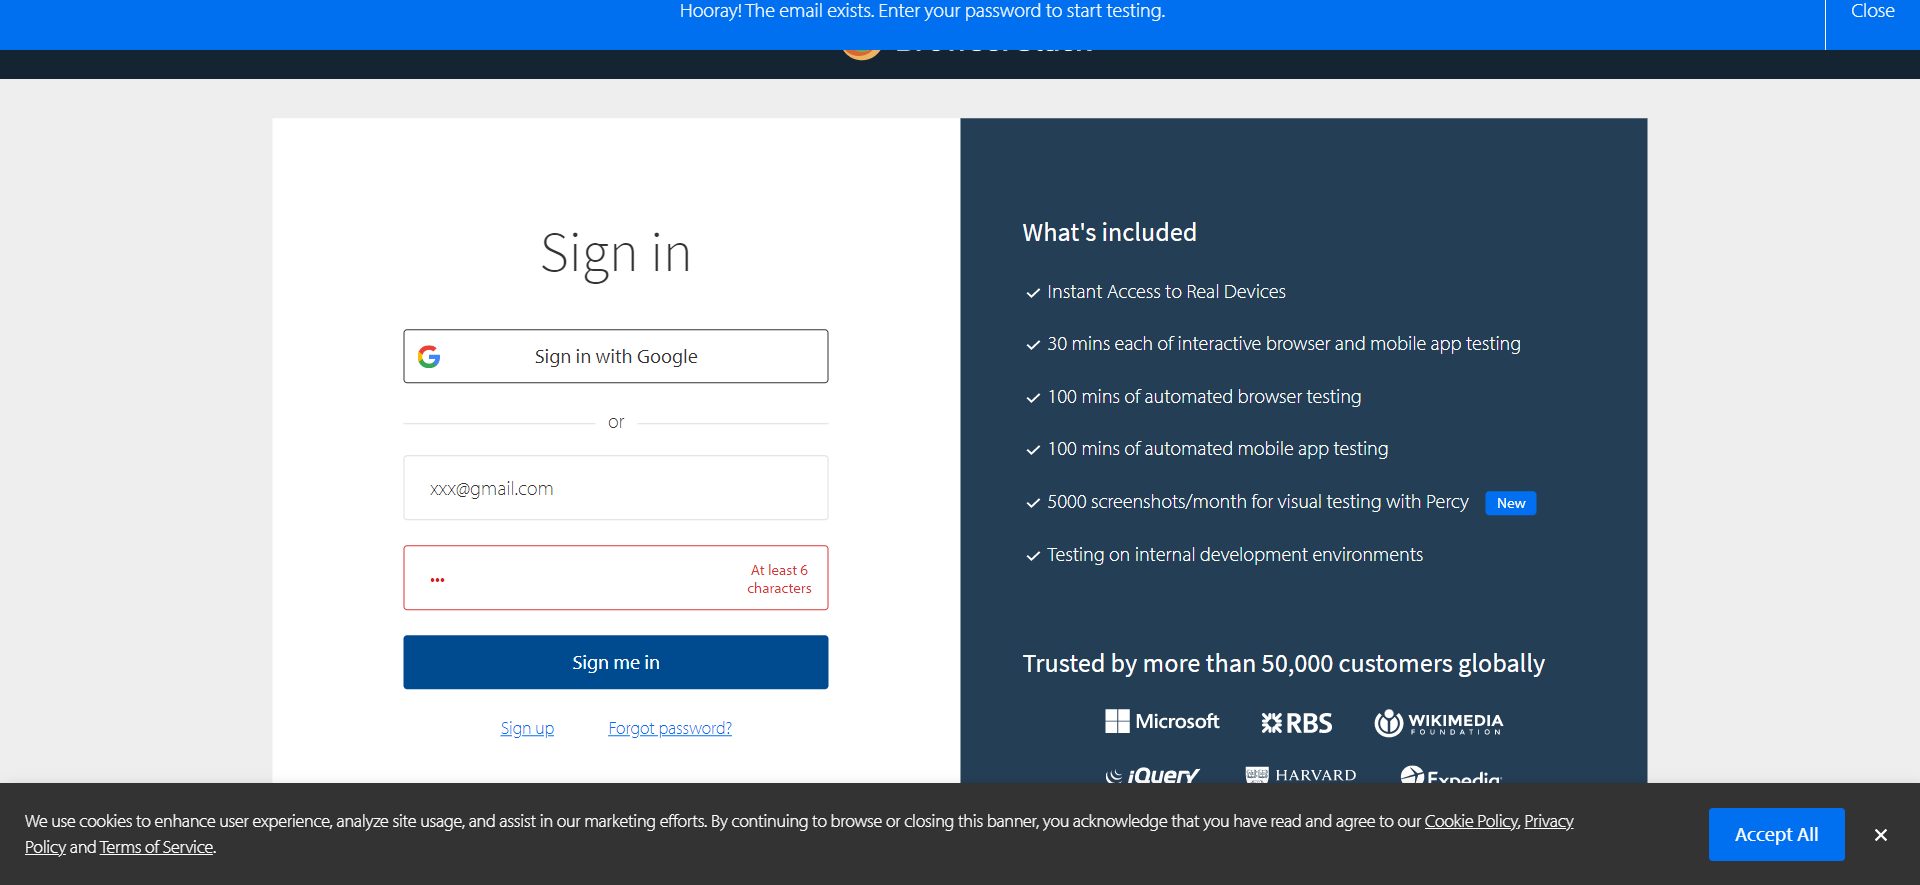 Hooray! The email exists. Enter your password to start testing.
Close
Sign in
Sign in with Google
or
xxx@gmail.com
At least 6
characters
Sign me in
Sign up
Forgot password?
What's included
Instant Access to Real Devices
30 mins each of interactive browser and mobile app testing
100 mins of automated browser testing
100 mins of automated mobile app testing
5000 screenshots/month for visual testing with Percy New
Testing on internal development environments
Trusted by more than 50,000 customers globally
Microsoft
RBS
WIKIMEDIA
FOUNDATION
jQuery
HARVARD
Expedia
We use cookies to enhance user experience, analyze site usage, and assist in our marketing efforts. By continuing to browse or closing this banner, you acknowledge that you have read and agree to our Cookie Policy, Privacy
Policy and Terms of Service.
Accept All